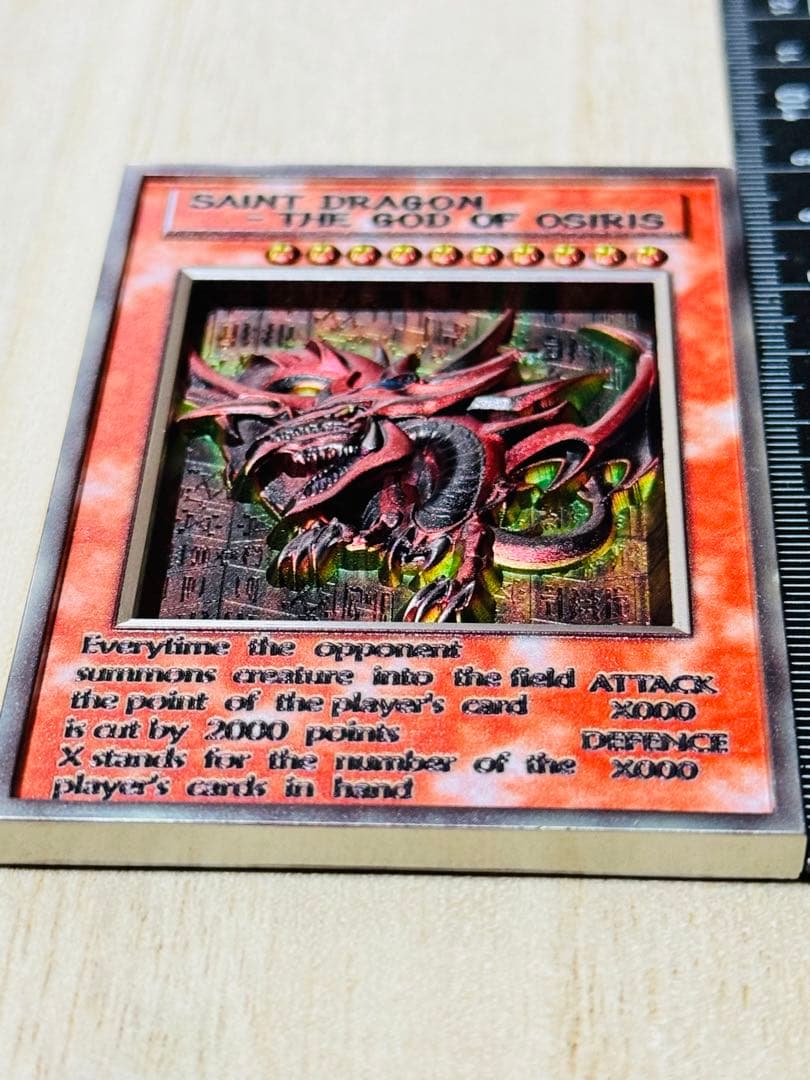 SAINT DRAGON
- THE GOD OF OSIRIS
Everytime the opponent
summons creature into the field
the point of the player's card
is cut by 2000 points
X stands for the number of the
player's cards in hand
ATTACK
X000
DEFENCE
X000